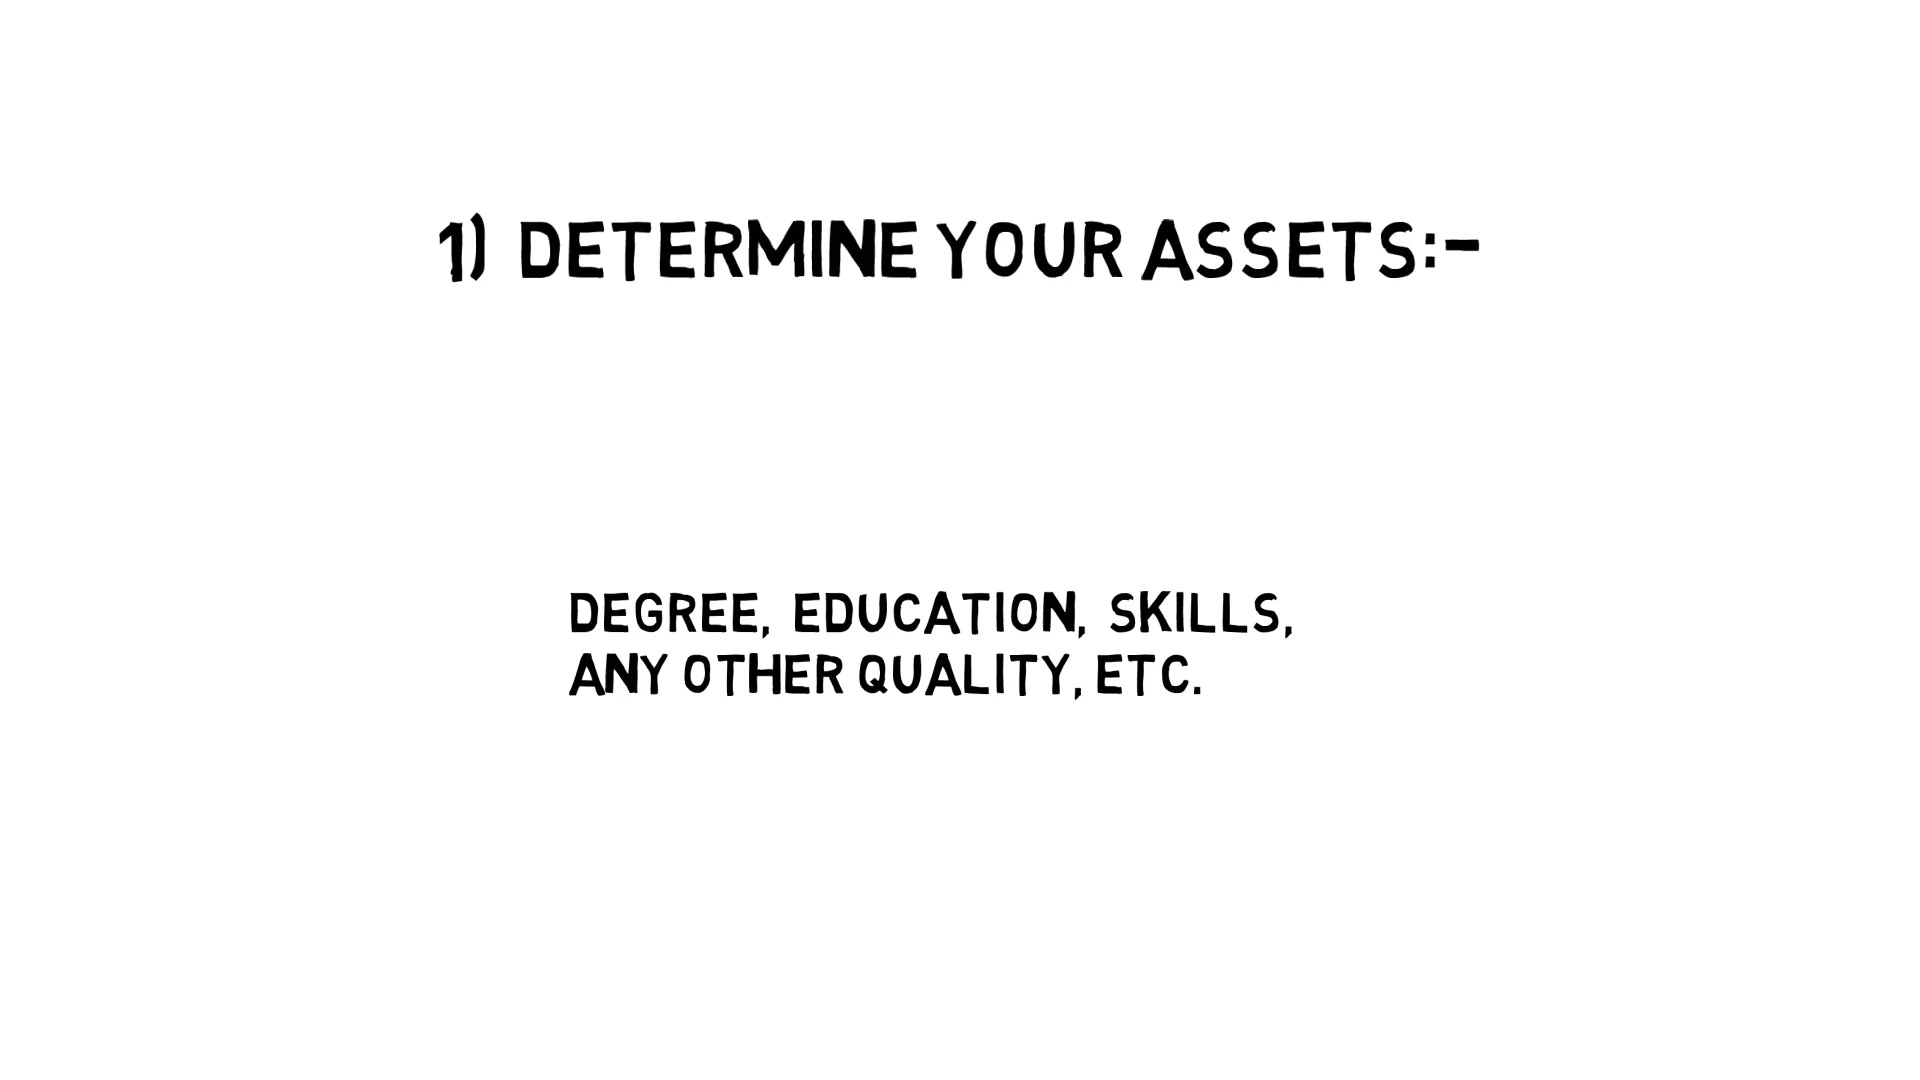 1) DETERMINE YOUR ASSETS:-
DEGREE, EDUCATION, SKILLS,
ANY OTHER QUALITY, ETC.